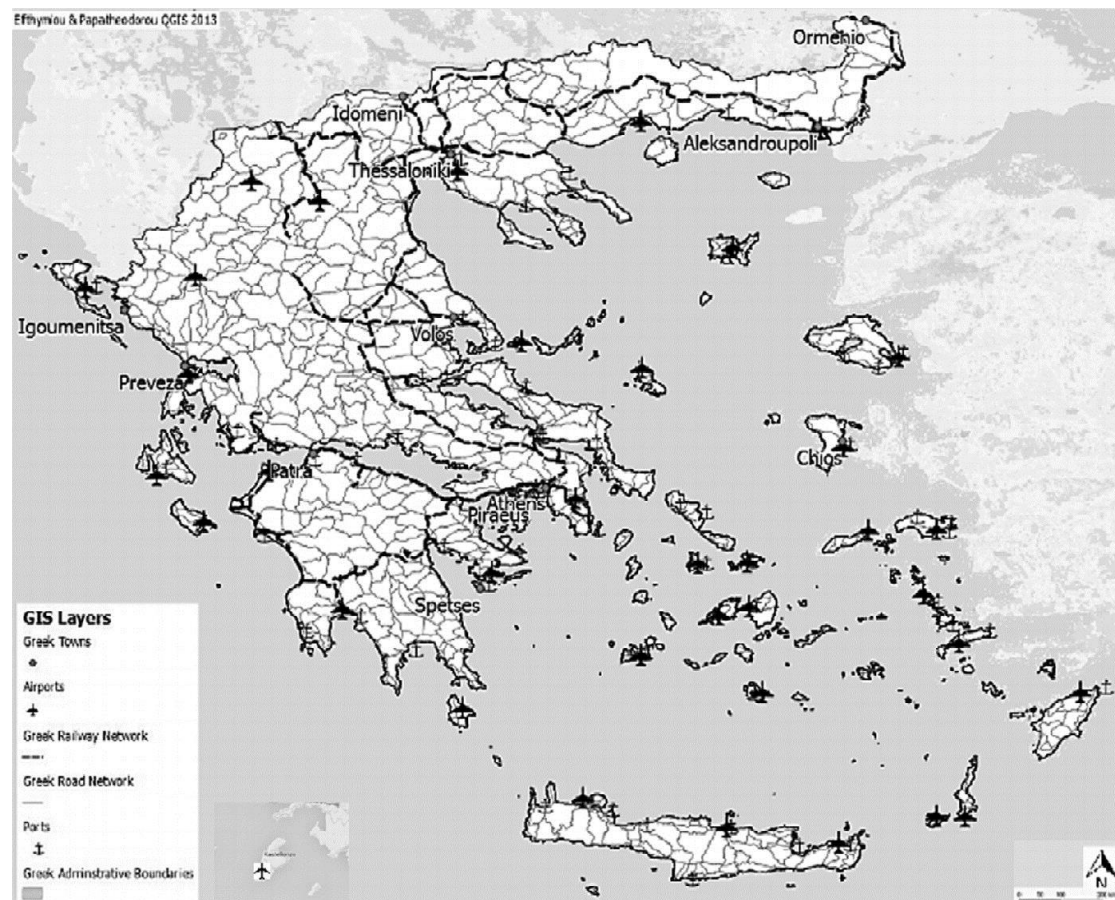 Efthymiou & Papatheodorou QGIS 2013
Ormenio
Idomeni
Aleksandroupoli
Thessaloniki
Igoumenitsa
Volos
Preveza
Chios
Patra
Athens
Piraeus
Spetses
GIS Layers
Greek Towns
Airports
Greek Railway Network
Greek Road Network
Ports
Greek Adminstrative Boundaries
N